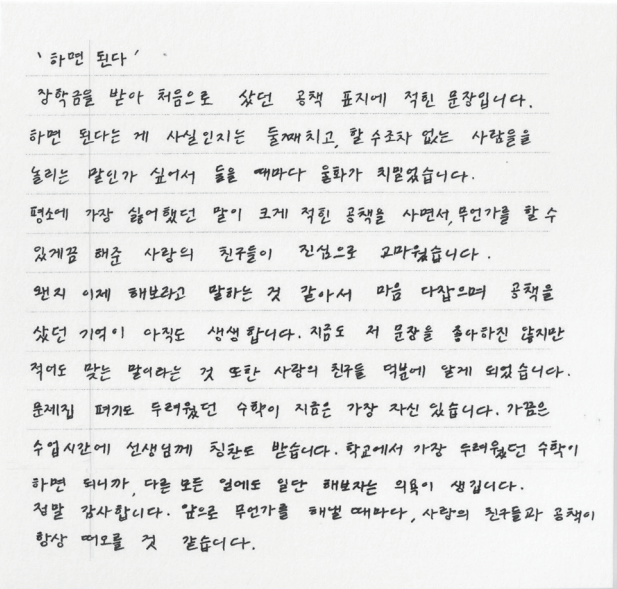 '하면 된다'
장학금을 받아 처음으로 샀던 공책 표지에 적힌 문장입니다.
하면 된다는 게 사실인지는 둘째치고, 할 수조차 없는 사람들을
놀리는 말인가 싶어서 들을 때마다 울화가 치밀었습니다.
평소에 가장 싫어했던 말이 크게 적힌 공책을 사면서, 무언가를 할 수
있게끔 해준 사랑의 친구들이 진심으로 고마웠습니다.
왠지 이제 해보라고 말하는 것 같아서 마음 다잡으며 공책을
샀던 기억이 아직도 생생합니다. 지금도 저 문장을 좋아하진 않지만
적어도 맞는 말이라는 것 또한 사랑의 친구들 덕분에 알게 되었습니다.
문제집 펴기도 두려웠던 수학이 지금은 가장 자신 있습니다. 가끔은
수업시간에 선생님께 칭찬도 받습니다. 학교에서 가장 두려웠던 수학이
하면 되니까, 다른 모든 일에도 일단 해보자는 의욕이 생깁니다.
정말 감사합니다. 앞으로 무언가를 해낼 때마다, 사랑의 친구들과 공책이
항상 떠오를 것 같습니다.